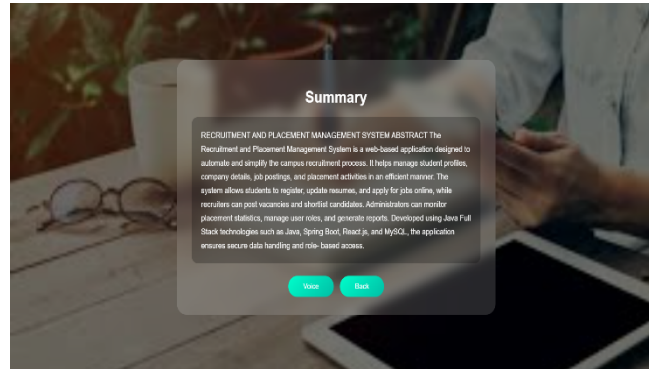 Summary
RECRUITMENT AND PLACEMENT MANAGEMENT SYSTEM ABSTRACT The
Recruitment and Placement Management System is a web-based application designed to
automate and simplify the campus recruitment process. It helps manage student profiles,
company details, job postings, and placement activities in an efficient manner. The
system allows students to register, update resumes, and apply for jobs online, while
recruiters can post vacancies and shortlist candidates. Administrators can monitor
placement statistics, manage user roles, and generate reports. Developed using Java Full
Stack technologies such as Java, Spring Boot, React.js, and MySQL, the application
ensures secure data handling and role- based access.
Voice Back